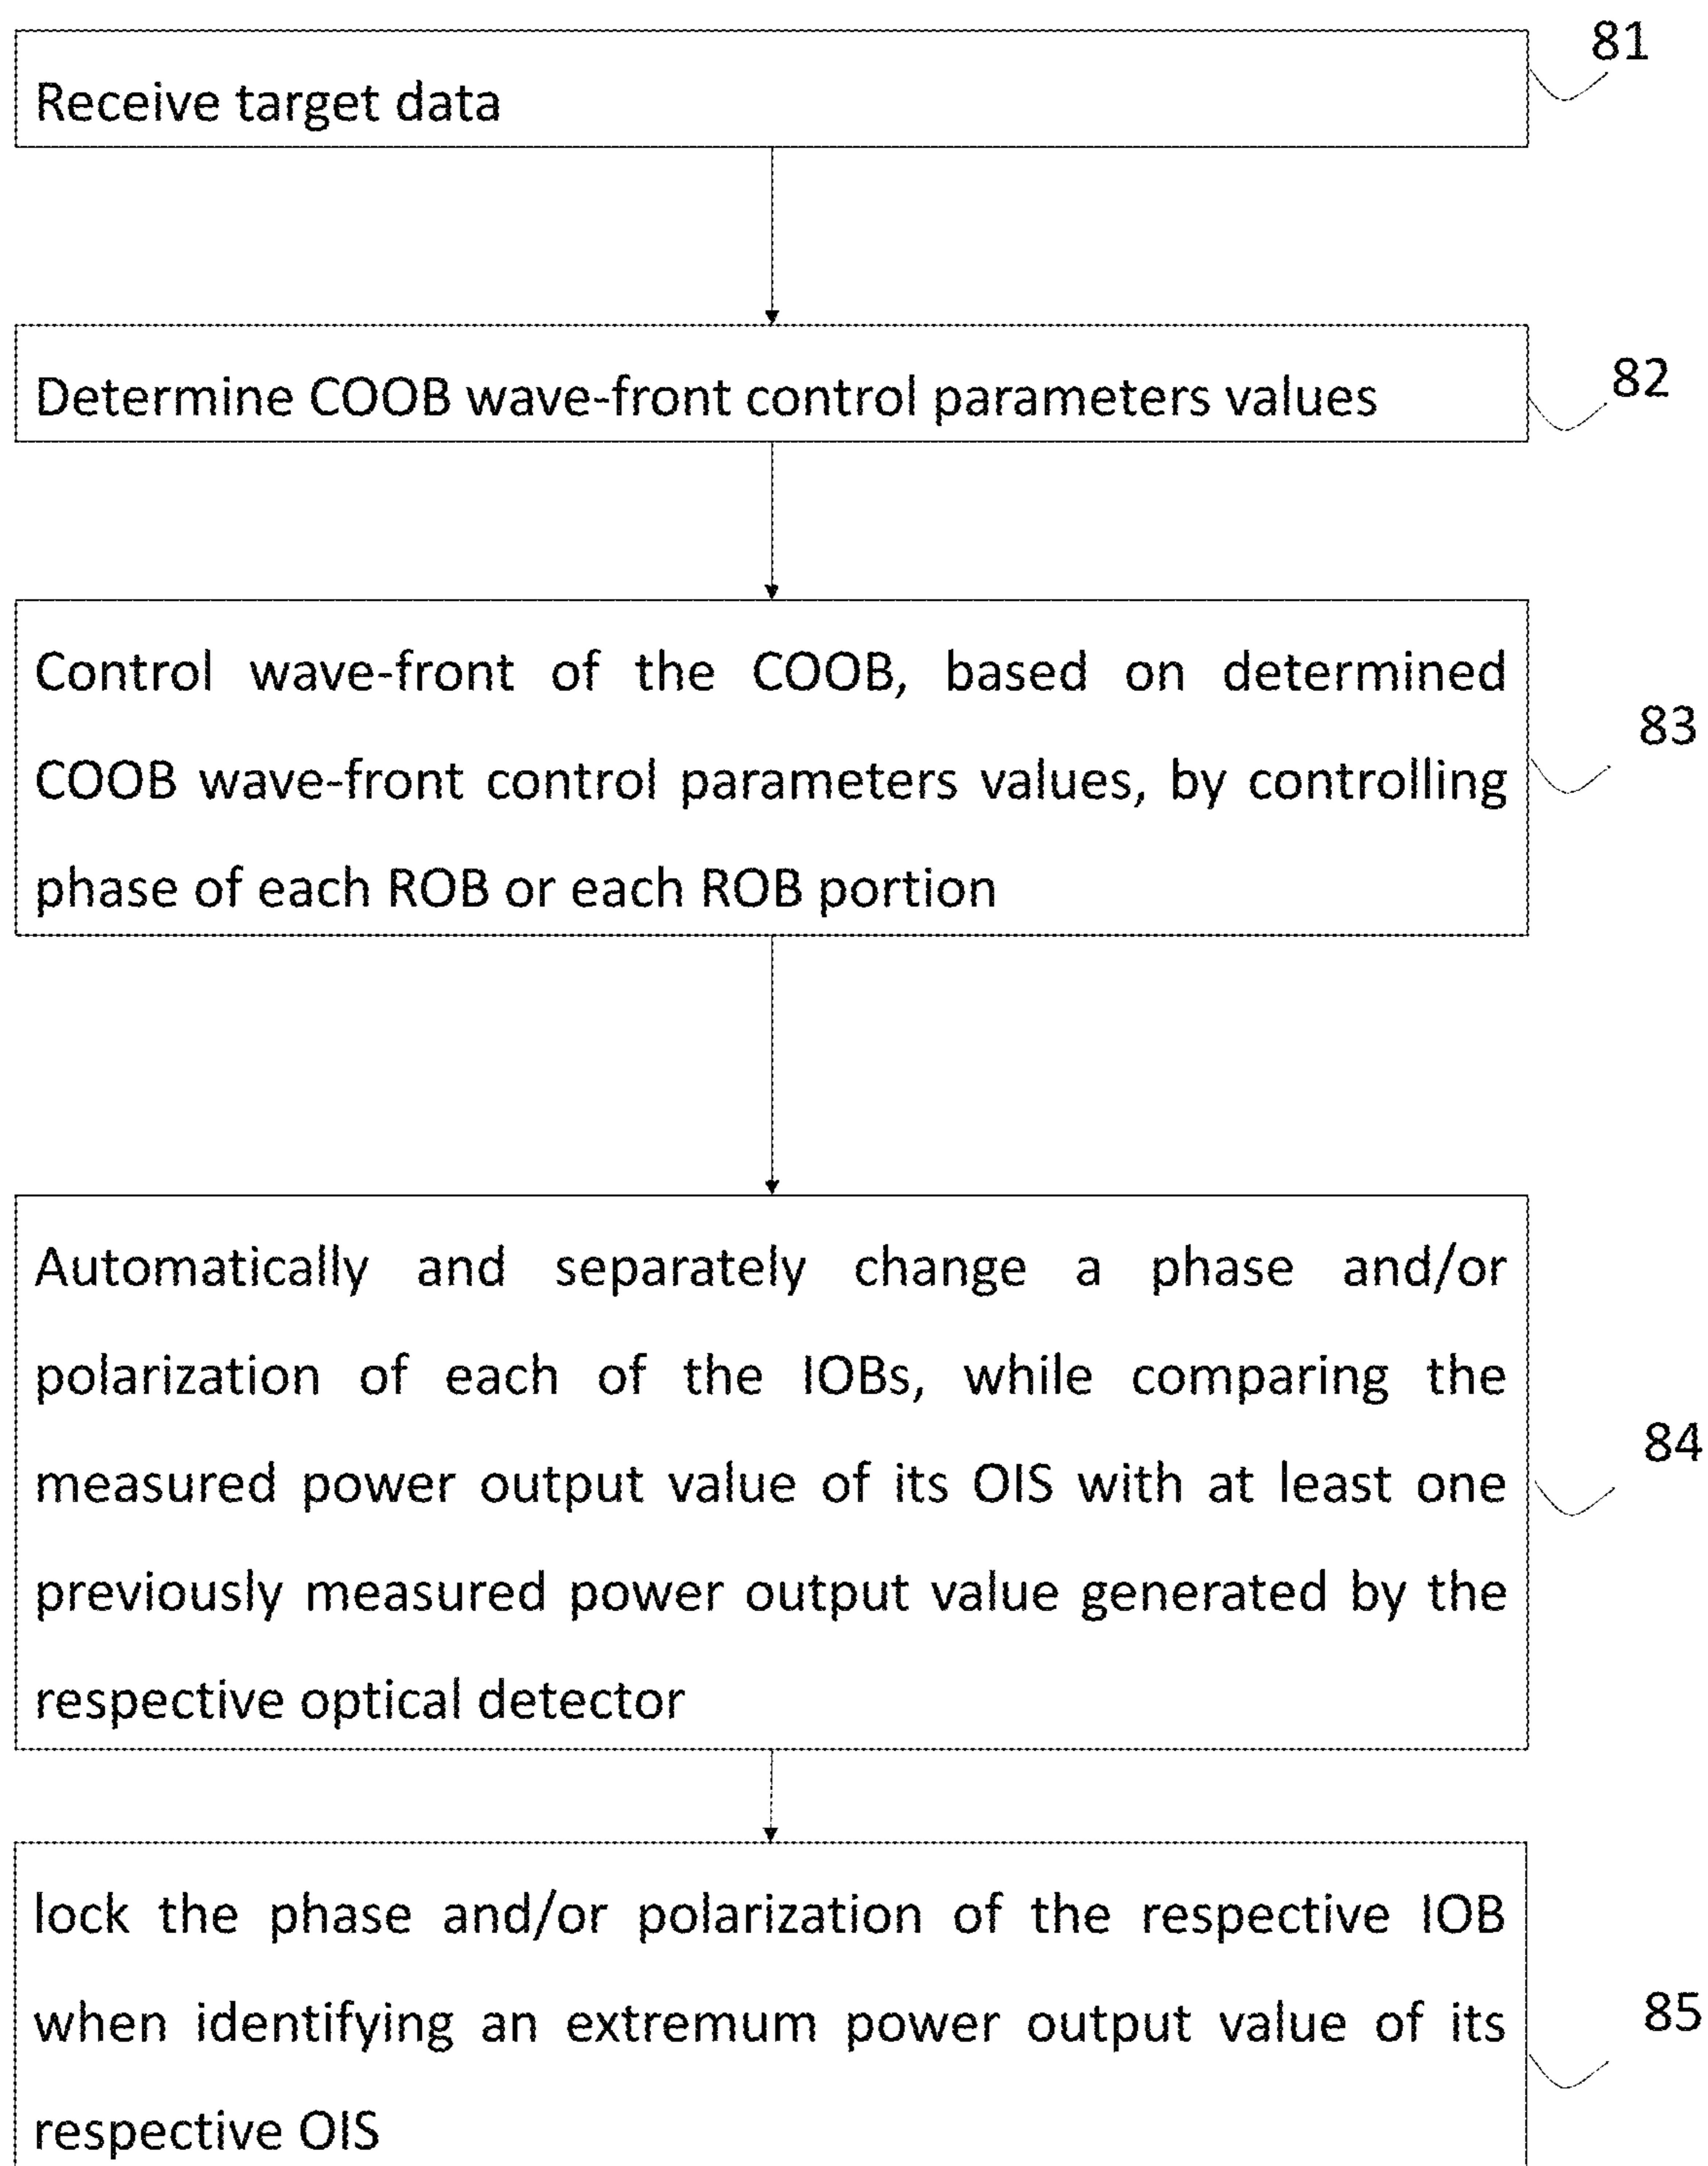 81
Receive target data
82
Determine COOB wave-front control parameters values
Control wave-front of the COOB, based on determined
83
COOB wave-front control parameters values, by controlling
phase of each ROB or each ROB portion
Automatically and separately change a phase and/or
polarization of each of the IOBs, while comparing the
84
measured power output value of its OIS with at least one
previously measured power output value generated by the
respective optical detector
lock the phase and/or polarization of the respective IOB
when identifying an extremum power output value of its
85
respective OIS